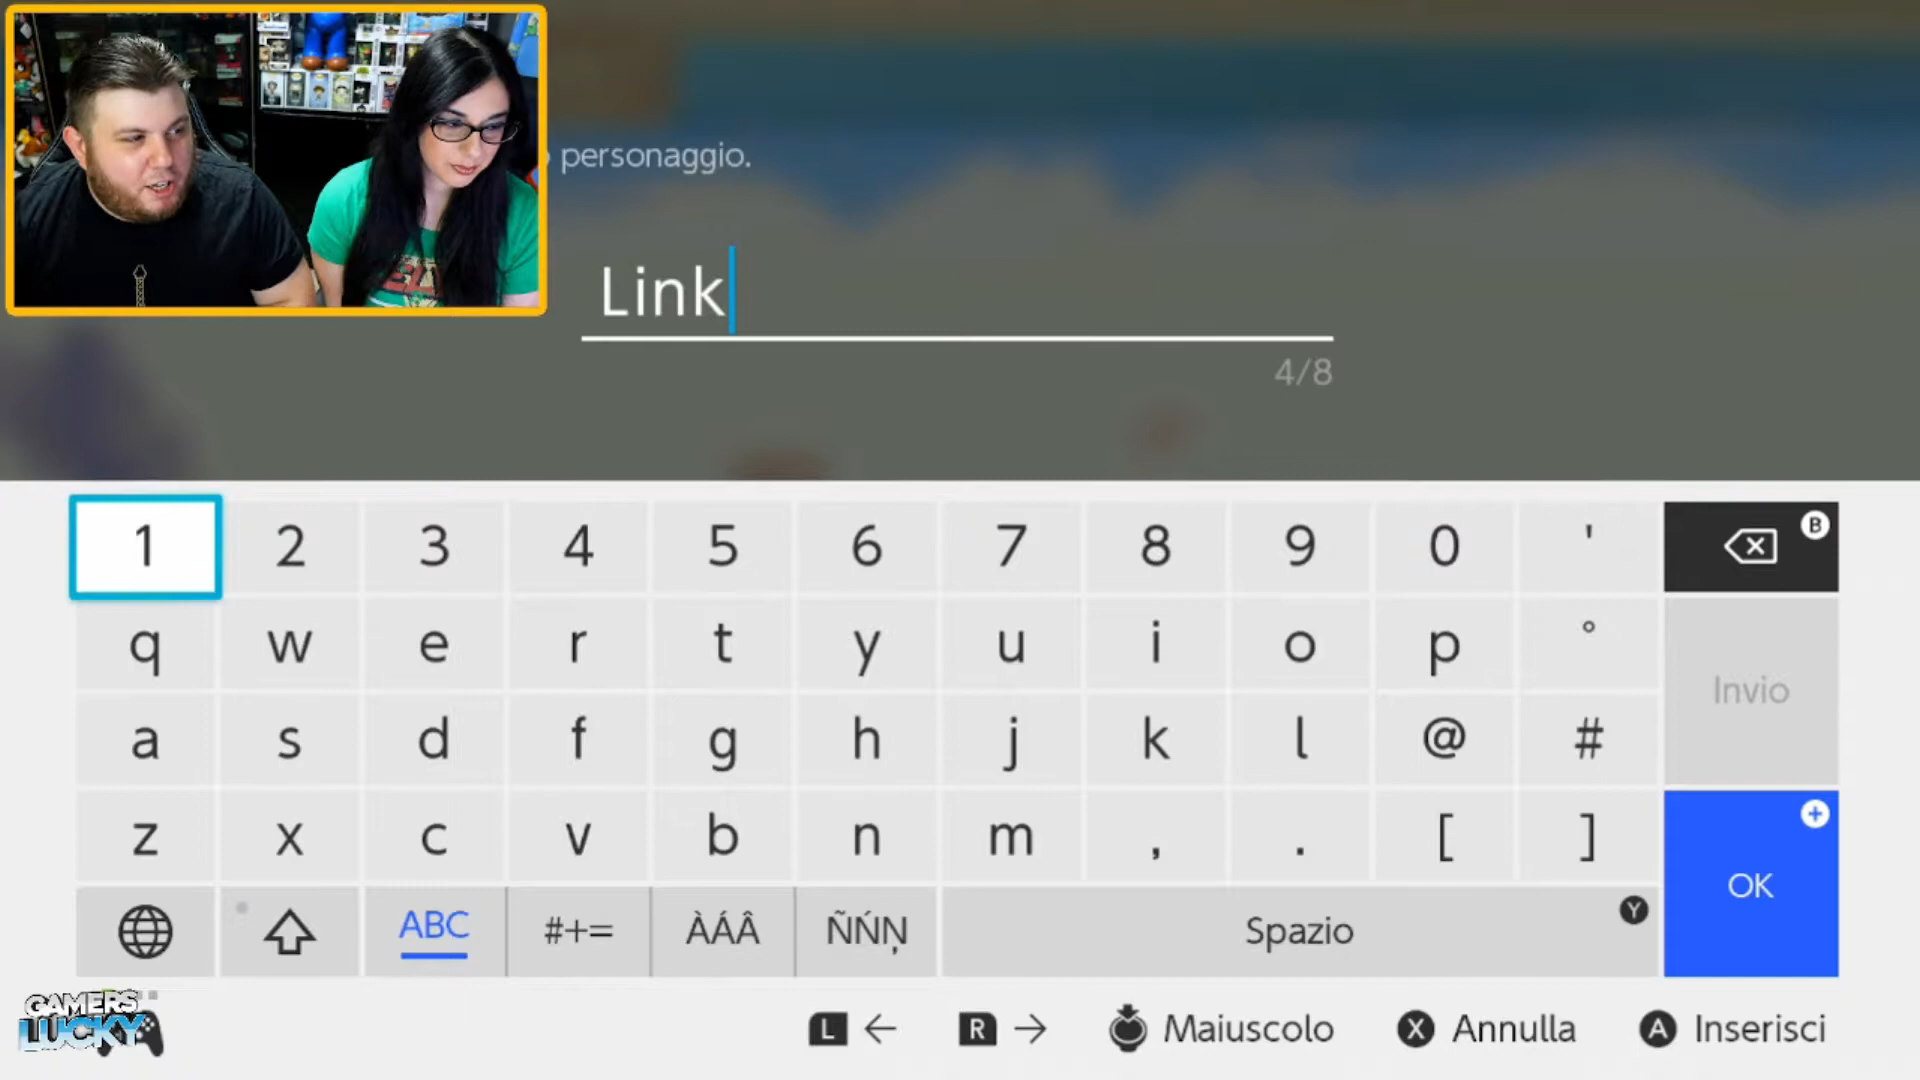 personaggio.
Link
4/8
1 2 3 4 5 6 7 8 9 0 ' B
q w e r t y u i o p °
Invio
a s d f g h j k l @ #
z x c v b n m , . [ ]
OK
ABC #+= ÀÁÂ ÑŃŅ Spazio Y
GAMERS
LUCKY
L ← R → Maiuscolo X Annulla A Inserisci